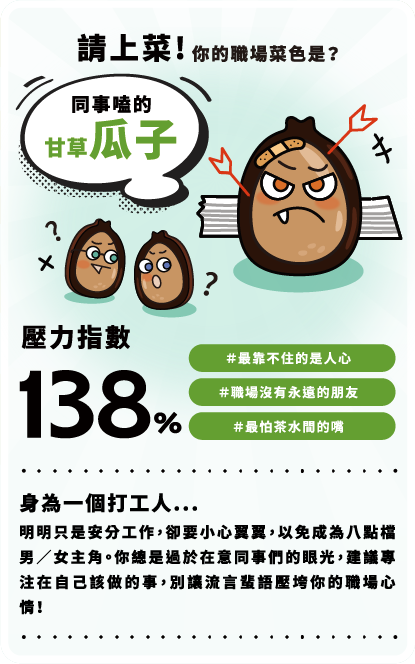 請上菜！你的職場菜色是？
同事嗑的
甘草瓜子
壓力指數
138%
#最靠不住的是人心
#職場沒有永遠的朋友
#最怕茶水間的嘴
身為一個打工人...
明明只是安分工作，卻要小心翼翼，以免成為八點檔
男／女主角。你總是過於在意同事們的眼光，建議專
注在自己該做的事，別讓流言蜚語壓垮你的職場心
情！